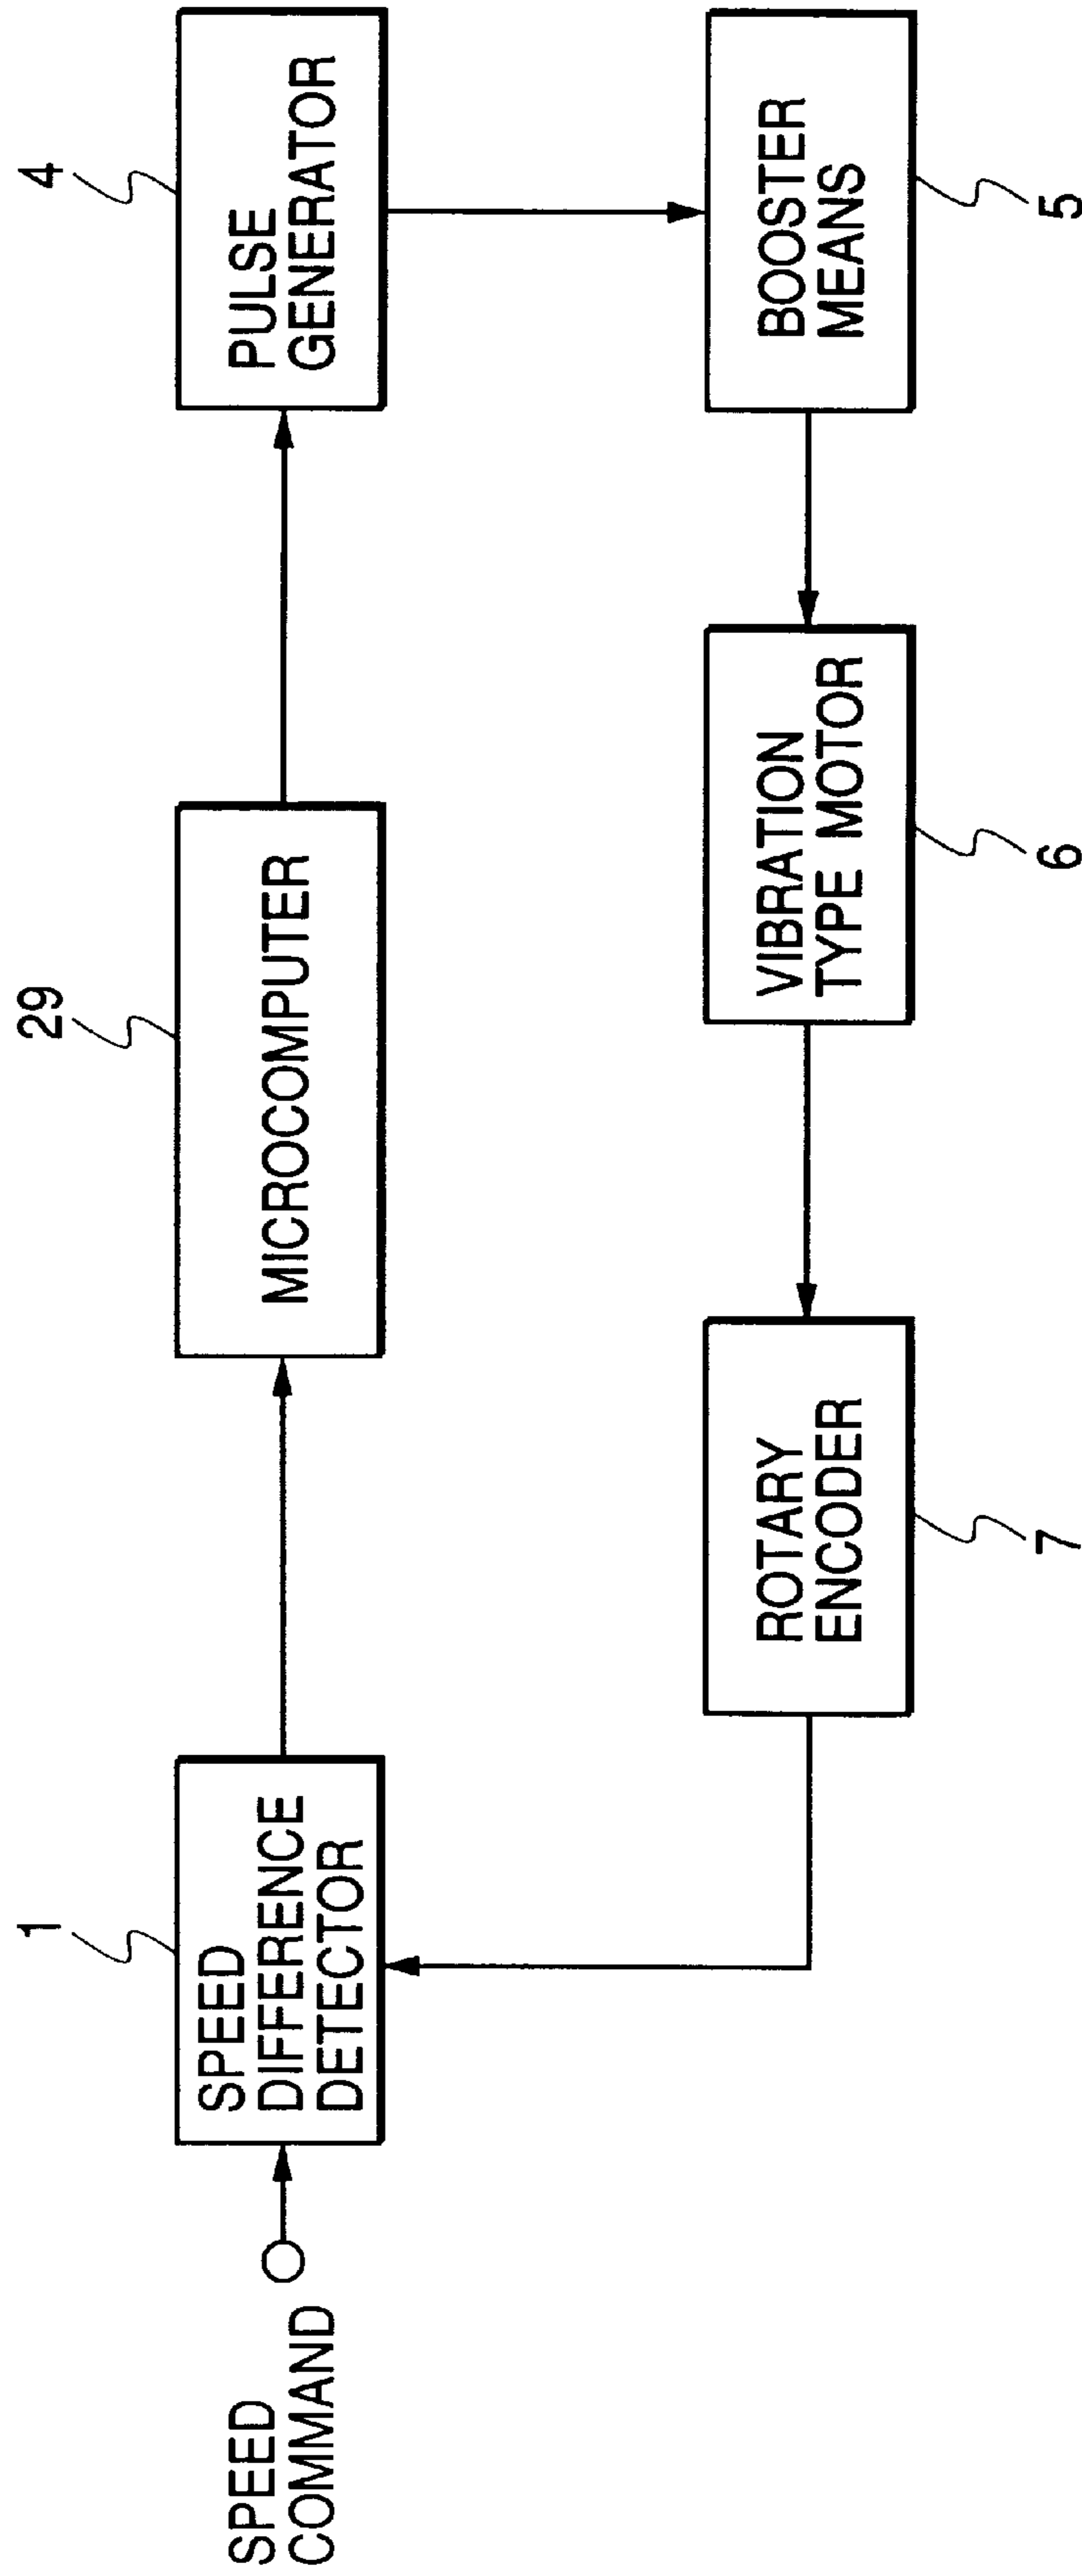 1
29
4
SPEED
COMMAND
SPEED
DIFFERENCE
DETECTOR
MICROCOMPUTER
PULSE
GENERATOR
ROTARY
ENCODER
VIBRATION
TYPE MOTOR
BOOSTER
MEANS
7
6
5